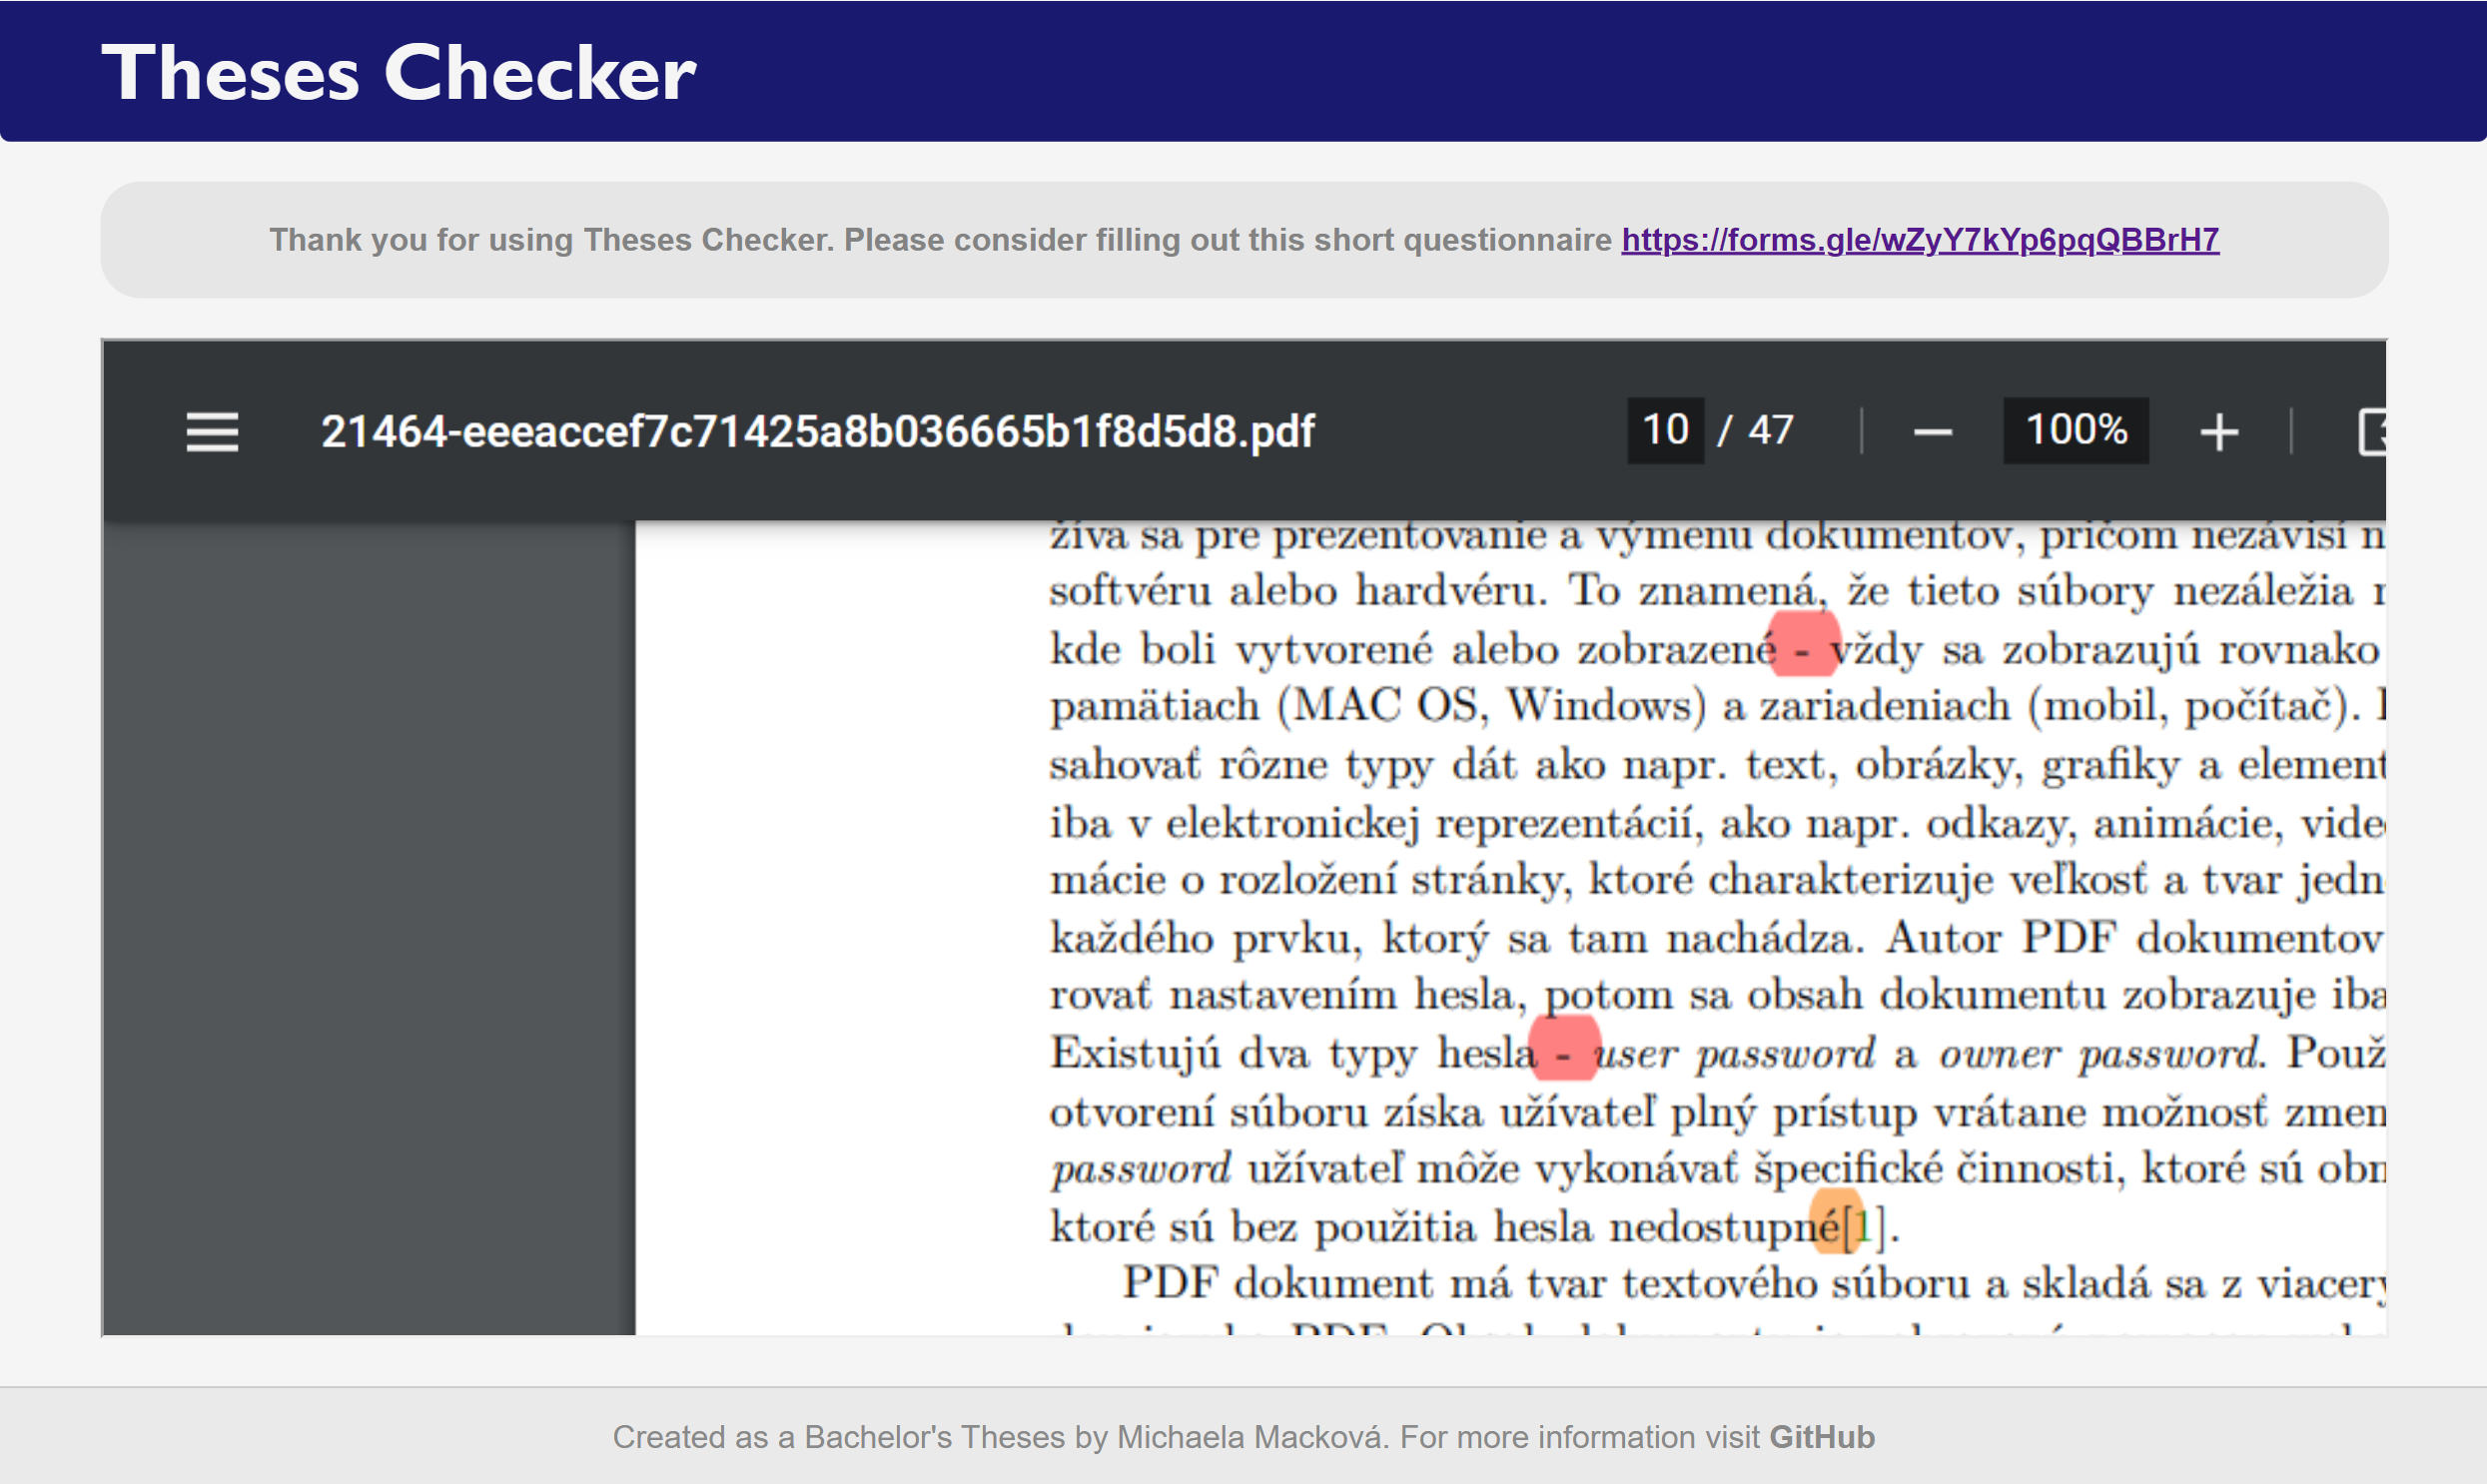 Theses Checker
Thank you for using Theses Checker. Please consider filling out this short questionnaire https://forms.gle/wZyY7kYp6pqQBBrH7
21464-eeeaccef7c71425a8b036665b1f8d5d8.pdf 10 / 47 100%
žíva sa pre prezentovanie a výmenu dokumentov, pričom nezávisí
softvéru alebo hardvéru. To znamená, že tieto súbory nezáležia
kde boli vytvorené alebo zobrazené - vždy sa zobrazujú rovnako
pamätiach (MAC OS, Windows) a zariadeniach (mobil, počítač).
sahovať rôzne typy dát ako napr. text, obrázky, grafiky a element
iba v elektronickej reprezentácií, ako napr. odkazy, animácie, vide
mácie o rozložení stránky, ktoré charakterizuje veľkosť a tvar jedn
každého prvku, ktorý sa tam nachádza. Autor PDF dokumentov
rovať nastavením hesla, potom sa obsah dokumentu zobrazuje iba
Existujú dva typy hesla - user password a owner password. Použ
otvorení súboru získa užívateľ plný prístup vrátane možnosť zmen
password užívateľ môže vykonávať špecifické činnosti, ktoré sú obm
ktoré sú bez použitia hesla nedostupné[1].
PDF dokument má tvar textového súboru a skladá sa z viacerý
Created as a Bachelor's Theses by Michaela Macková. For more information visit GitHub